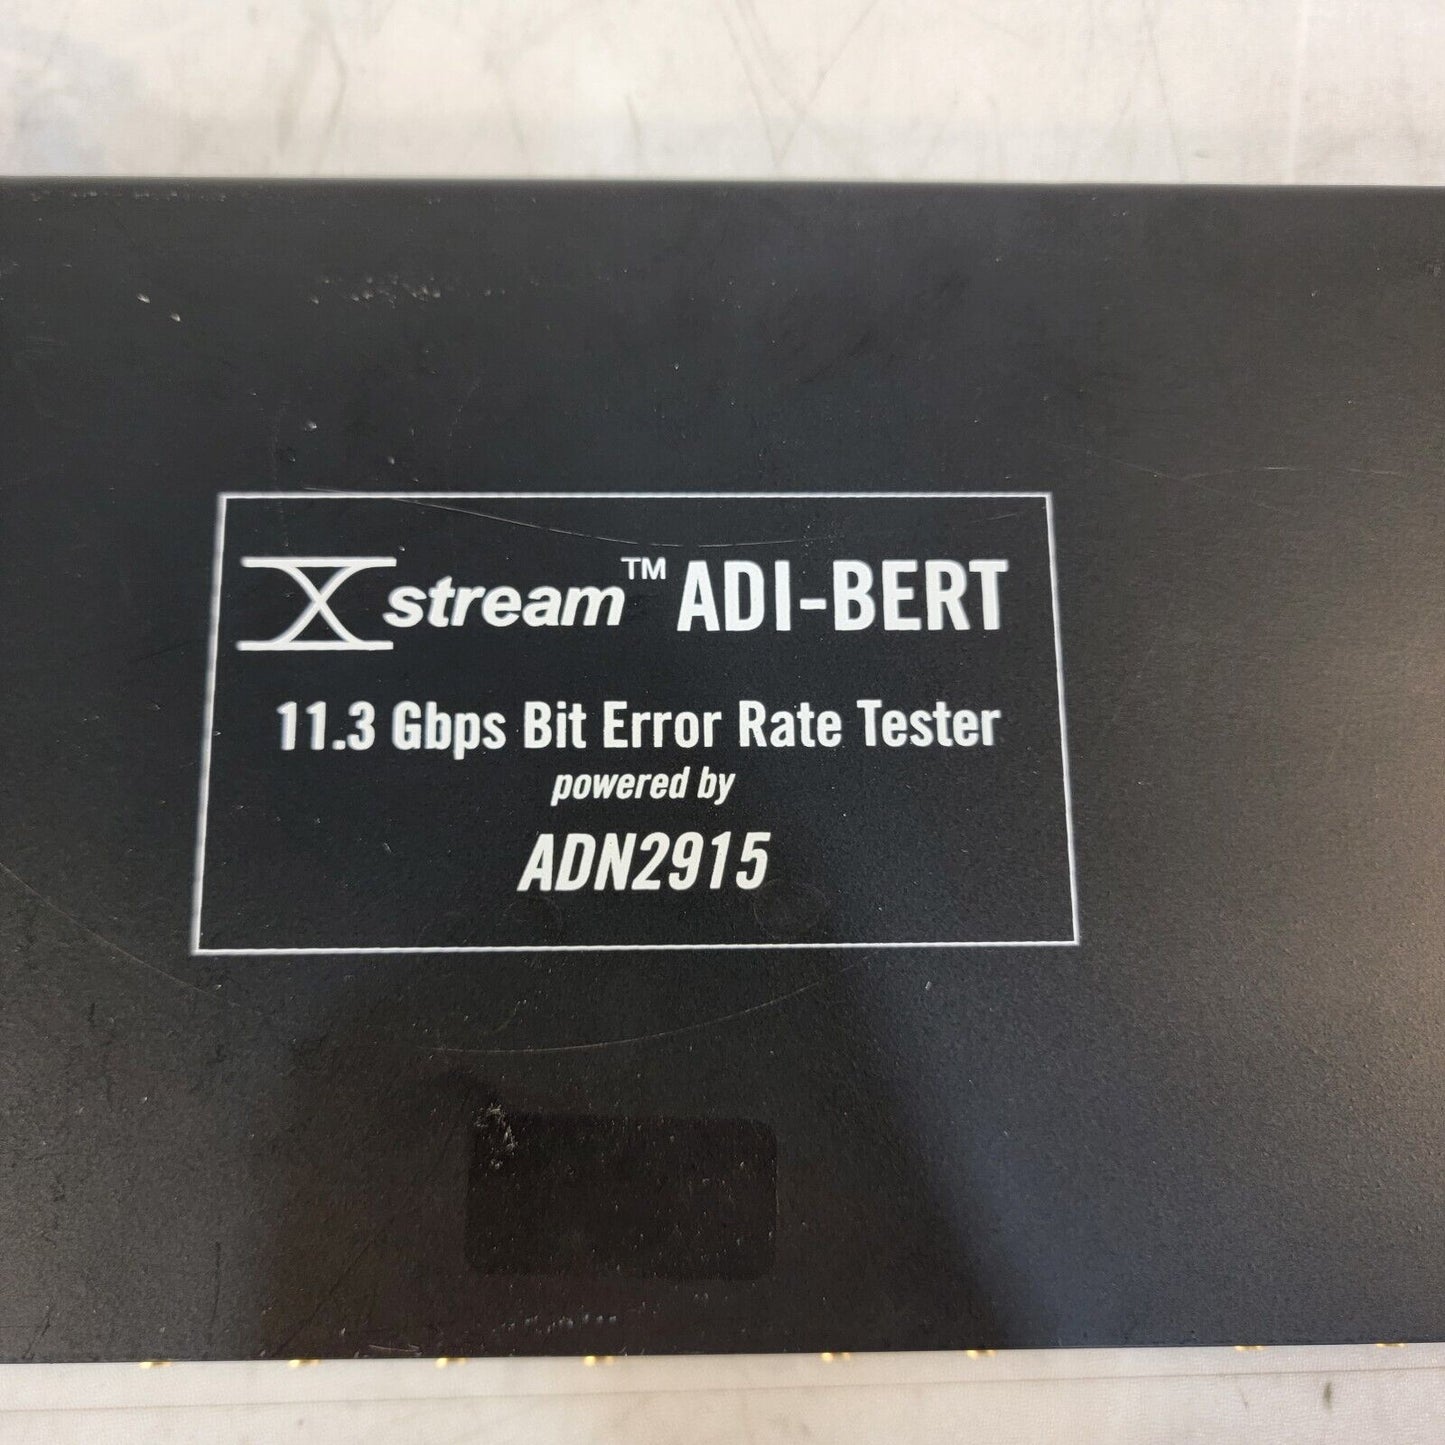 Xstream™ ADI-BERT
11.3 Gbps Bit Error Rate Tester
powered by
ADN2915